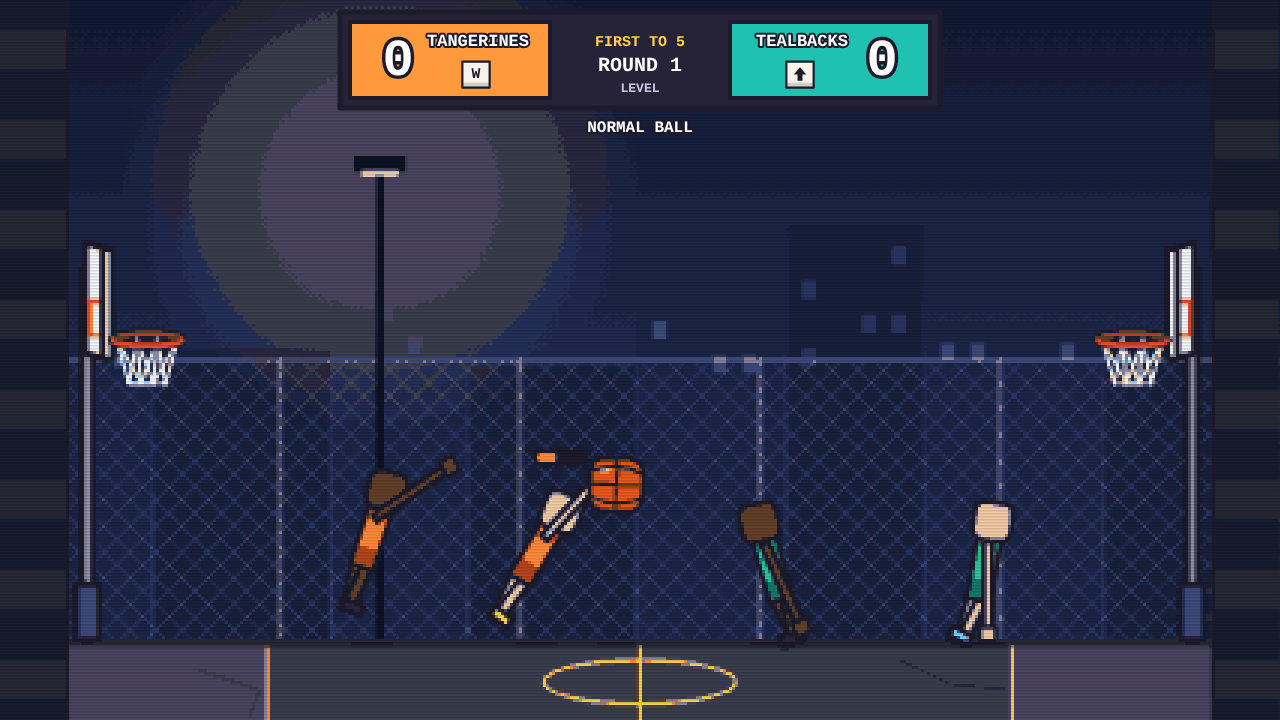 0 TANGERINES
W
FIRST TO 5
ROUND 1
LEVEL
TEALBACKS 0
NORMAL BALL